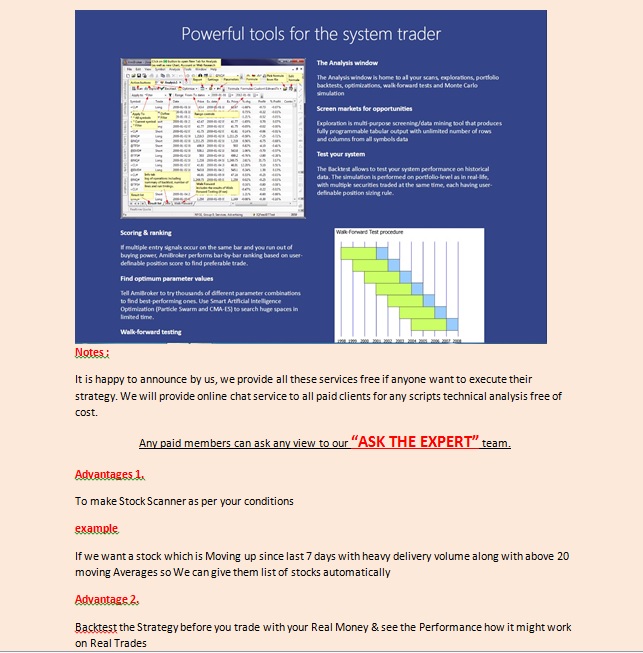 Powerful tools for the system trader
The Analysis window
The Analysis window is home to all your scans, explorations, portfolio
backtests, optimizations, walk-forward tests and Monte Carlo
simulation
Screen markets for opportunities
Exploration is multi-purpose screening/data mining tool that produces
fully programmable tabular output with unlimited number of rows
and columns from all symbols data
Test your system
The Backtest allows to test your system performance on historical
data. The simulation is performed on portfolio-level as in real-life,
with multiple securities traded at the same time, each having user-
definable position sizing rule.
Scoring & ranking
If multiple entry signals occur on the same bar and you run out of
buying power, AmiBroker performs bar-by-bar ranking based on user-
definable position score to find preferable trade.
Find optimum parameter values
Tell AmiBroker to try thousands of different parameter combinations
to find best-performing ones. Use Smart Artificial Intelligence
Optimization (Particle Swarm and CMA-ES) to search huge spaces in
limited time.
Walk-forward testing
Walk-Forward Test procedure
1998 1999 2000 2001 2002 2003 2004 2005 2006 2007 2008
Notes :
It is happy to announce by us, we provide all these services free if anyone want to execute their
strategy. We will provide online chat service to all paid clients for any scripts technical analysis free of
cost.
Any paid members can ask any view to our “ASK THE EXPERT” team.
Advantages 1.
To make Stock Scanner as per your conditions
example
If we want a stock which is Moving up since last 7 days with heavy delivery volume along with above 20
moving Averages so We can give them list of stocks automatically
Advantage 2.
Backtest the Strategy before you trade with your Real Money & see the Performance how it might work
on Real Trades